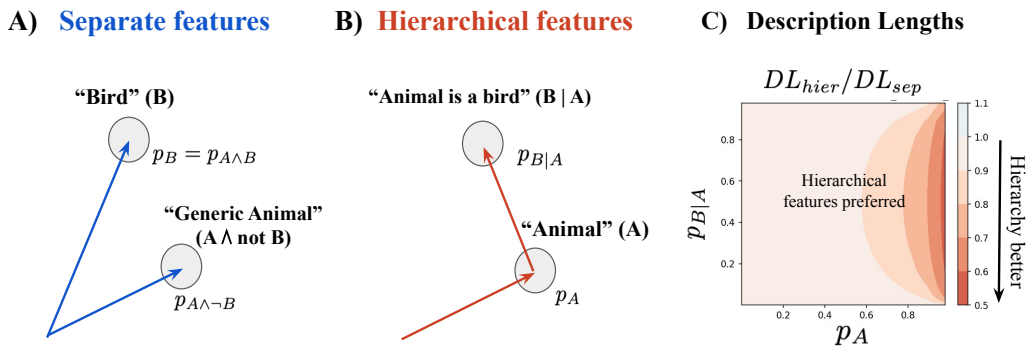 A) Separate features
“Bird” (B)
p_B = p_{A∧B}
“Generic Animal”
(A ∧ not B)
p_{A∧¬B}
B) Hierarchical features
“Animal is a bird” (B | A)
p_{B|A}
“Animal” (A)
p_A
C) Description Lengths
DL_{hier}/DL_{sep}
0.8
0.6
0.4
0.2
p_{B|A}
Hierarchical
features preferred
0.2 0.4 0.6 0.8
p_A
1.1
1.0
0.9
0.8
0.7
0.6
0.5
Hierarchy better